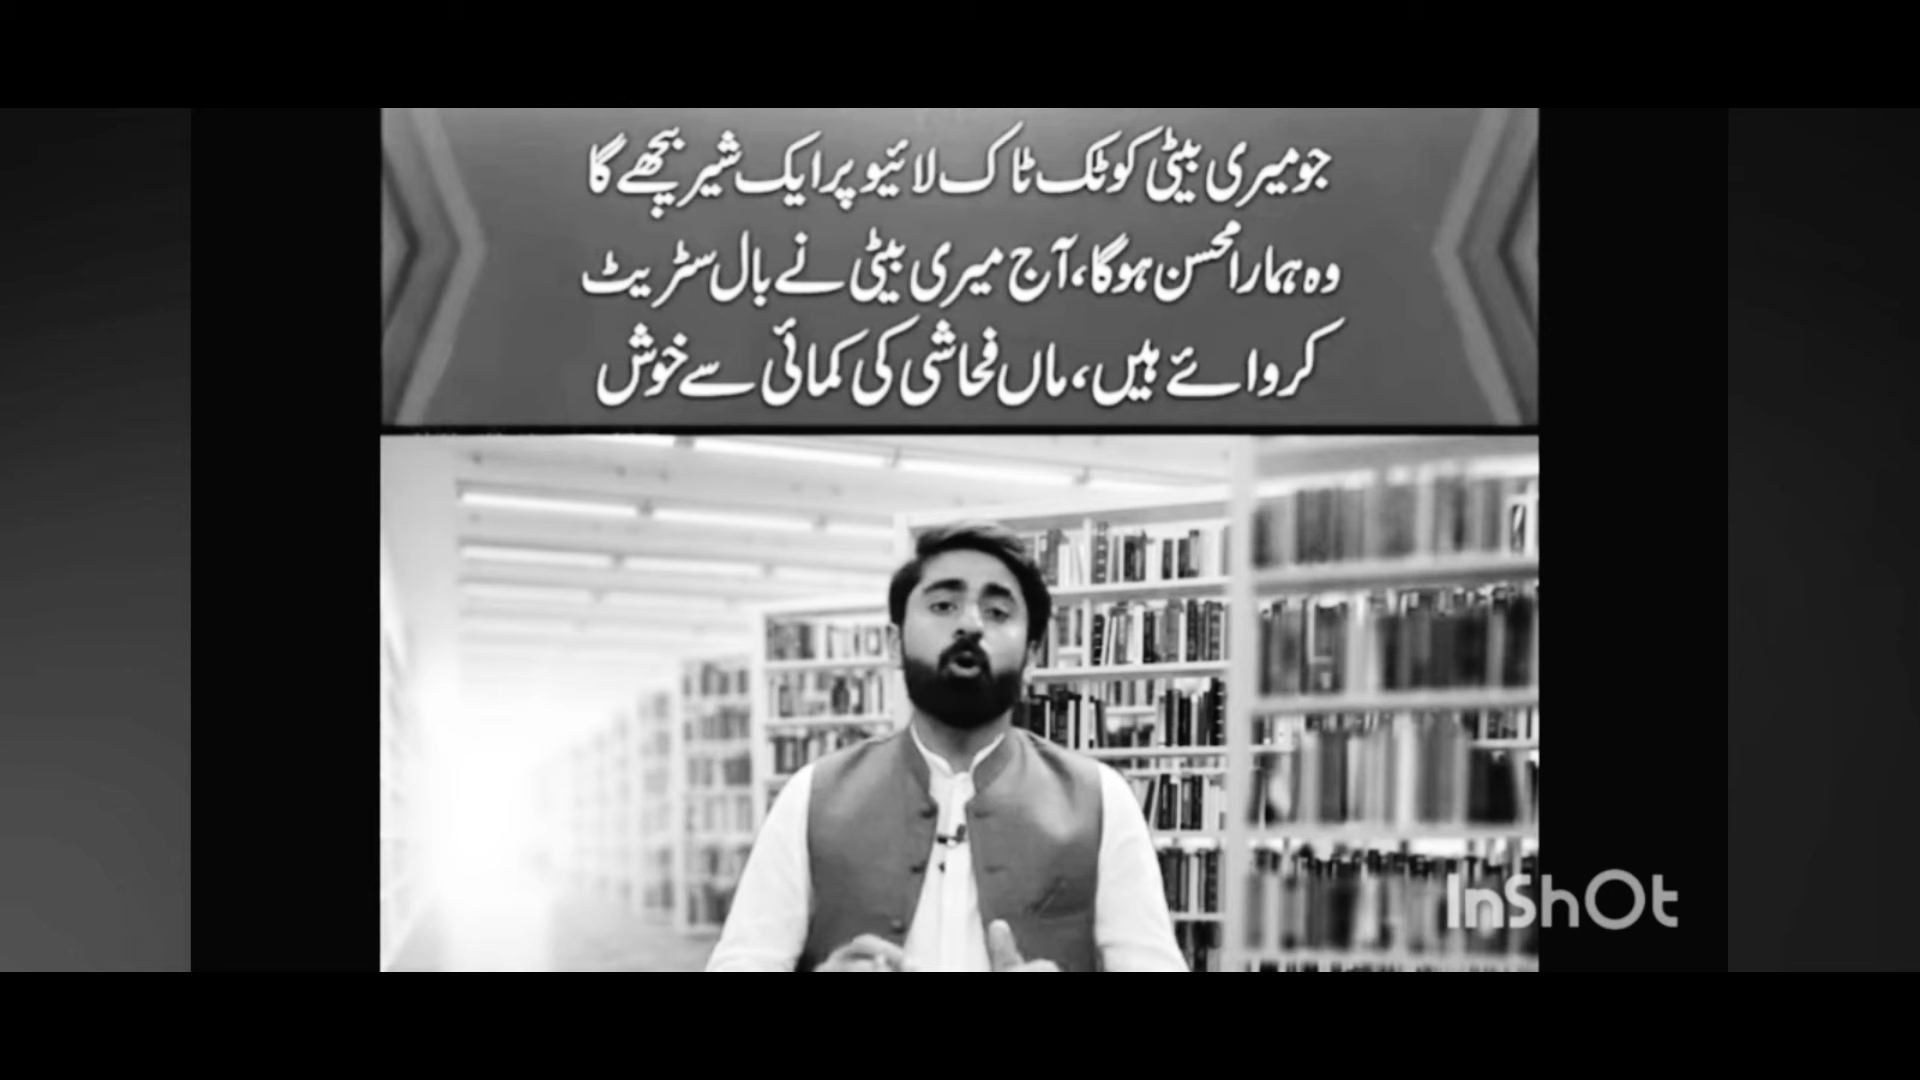 جو میری بیٹی کو ٹک ٹاک لائیو پر ایک شیر بھیجے گا
وہ ہمارا محسن ہوگا، آج میری بیٹی نے بال سٹریٹ
کروائے ہیں، ماں فحاشی کی کمائی سے خوش
InShOt